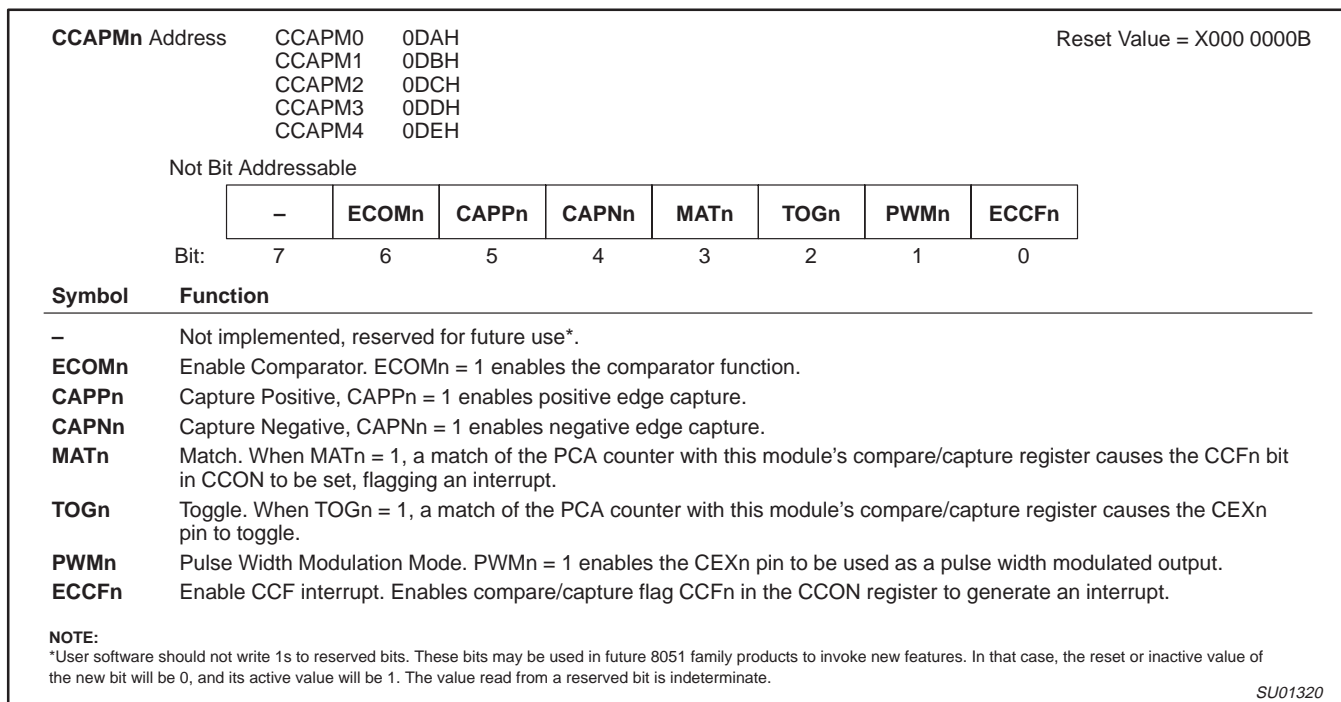 CCAPMn Address CCAPM0 0DAH Reset Value = X000 0000B
CCAPM1 0DBH
CCAPM2 0DCH
CCAPM3 0DDH
CCAPM4 0DEH
Not Bit Addressable
– ECOMn CAPPn CAPNn MATn TOGn PWMn ECCFn
Bit: 7 6 5 4 3 2 1 0
Symbol Function
– Not implemented, reserved for future use*.
ECOMn Enable Comparator. ECOMn = 1 enables the comparator function.
CAPPn Capture Positive, CAPPn = 1 enables positive edge capture.
CAPNn Capture Negative, CAPNn = 1 enables negative edge capture.
MATn Match. When MATn = 1, a match of the PCA counter with this module's compare/capture register causes the CCFn bit
in CCON to be set, flagging an interrupt.
TOGn Toggle. When TOGn = 1, a match of the PCA counter with this module's compare/capture register causes the CEXn
pin to toggle.
PWMn Pulse Width Modulation Mode. PWMn = 1 enables the CEXn pin to be used as a pulse width modulated output.
ECCFn Enable CCF interrupt. Enables compare/capture flag CCFn in the CCON register to generate an interrupt.
NOTE:
*User software should not write 1s to reserved bits. These bits may be used in future 8051 family products to invoke new features. In that case, the reset or inactive value of
the new bit will be 0, and its active value will be 1. The value read from a reserved bit is indeterminate.
SU01320